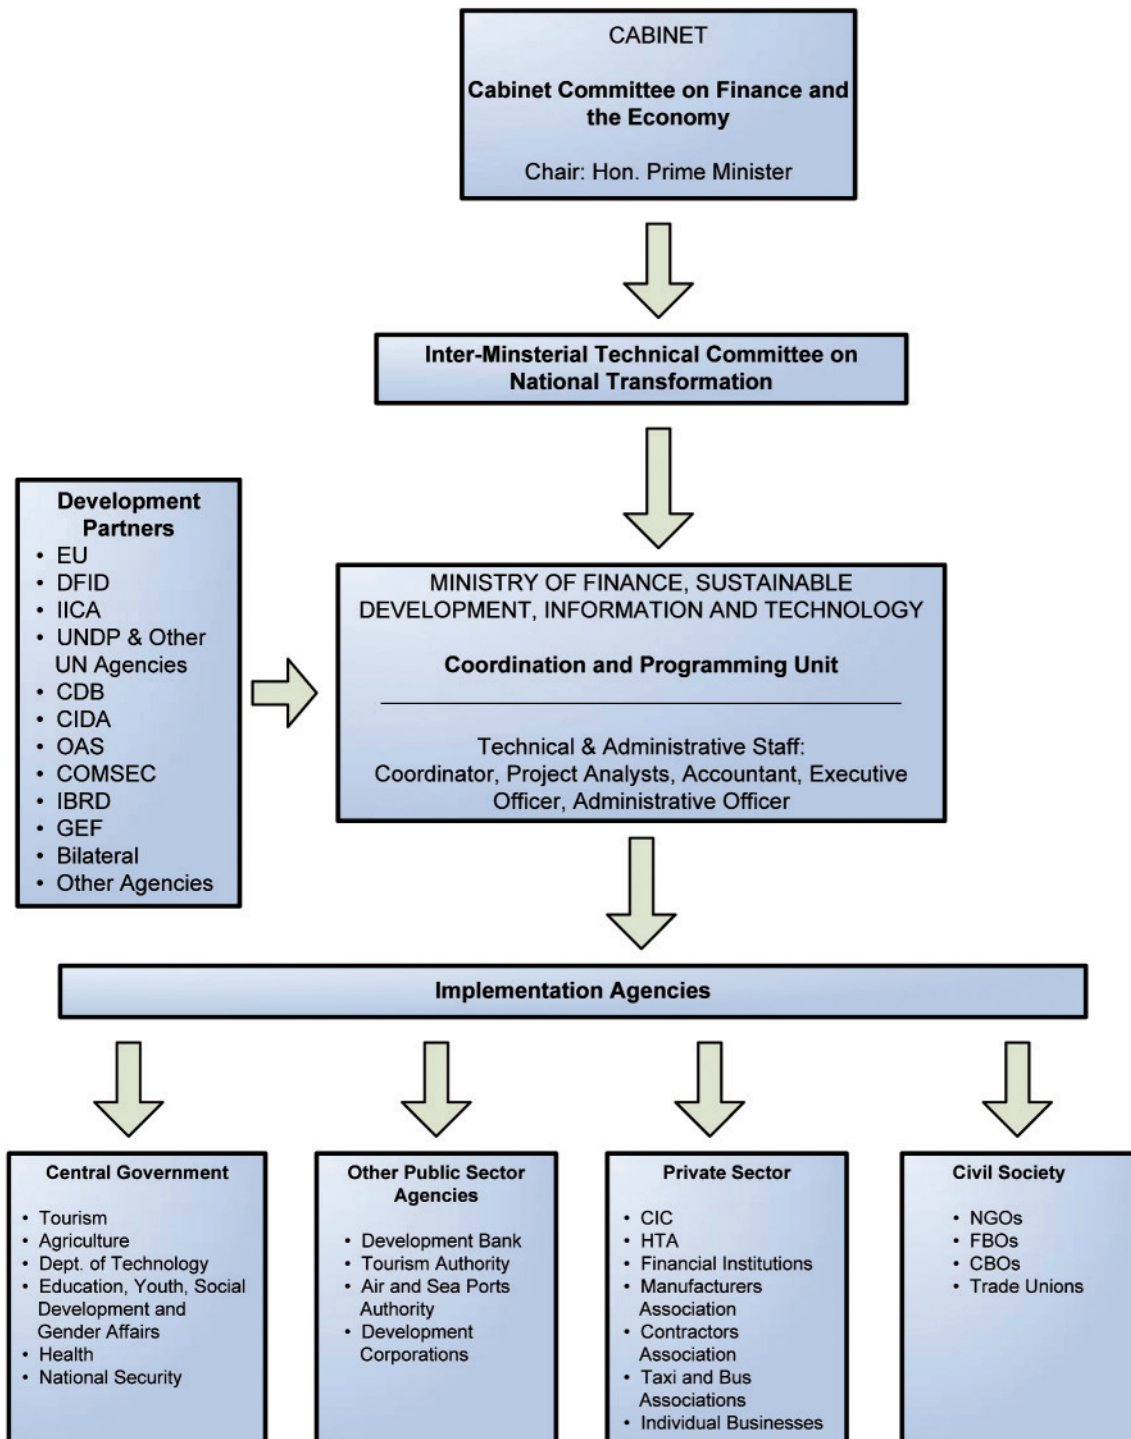 CABINET
Cabinet Committee on Finance and
the Economy
Chair: Hon. Prime Minister
Inter-Minsterial Technical Committee on
National Transformation
Development
Partners
• EU
• DFID
• IICA
• UNDP & Other
UN Agencies
• CDB
• CIDA
• OAS
• COMSEC
• IBRD
• GEF
• Bilateral
• Other Agencies
MINISTRY OF FINANCE, SUSTAINABLE
DEVELOPMENT, INFORMATION AND TECHNOLOGY
Coordination and Programming Unit
Technical & Administrative Staff:
Coordinator, Project Analysts, Accountant, Executive
Officer, Administrative Officer
Implementation Agencies
Central Government
• Tourism
• Agriculture
• Dept. of Technology
• Education, Youth, Social
Development and
Gender Affairs
• Health
• National Security
Other Public Sector
Agencies
• Development Bank
• Tourism Authority
• Air and Sea Ports
Authority
• Development
Corporations
Private Sector
• CIC
• HTA
• Financial Institutions
• Manufacturers
Association
• Contractors
Association
• Taxi and Bus
Associations
• Individual Businesses
Civil Society
• NGOs
• FBOs
• CBOs
• Trade Unions